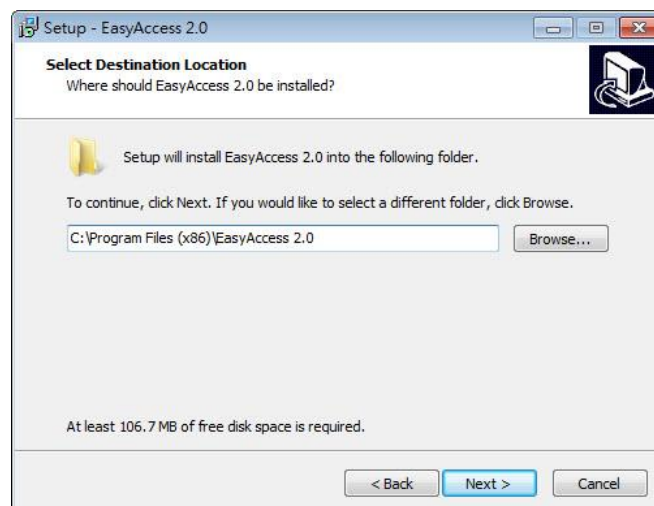 Setup - EasyAccess 2.0
Select Destination Location
Where should EasyAccess 2.0 be installed?
Setup will install EasyAccess 2.0 into the following folder.
To continue, click Next. If you would like to select a different folder, click Browse.
C:\Program Files (x86)\EasyAccess 2.0
Browse...
At least 106.7 MB of free disk space is required.
< Back
Next >
Cancel